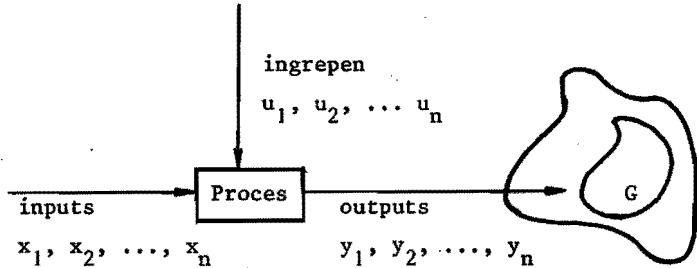 ingrepen
u₁, u₂, ... uₙ
Proces
G
inputs
outputs
x₁, x₂, ..., xₙ
y₁, y₂, ..., yₙ